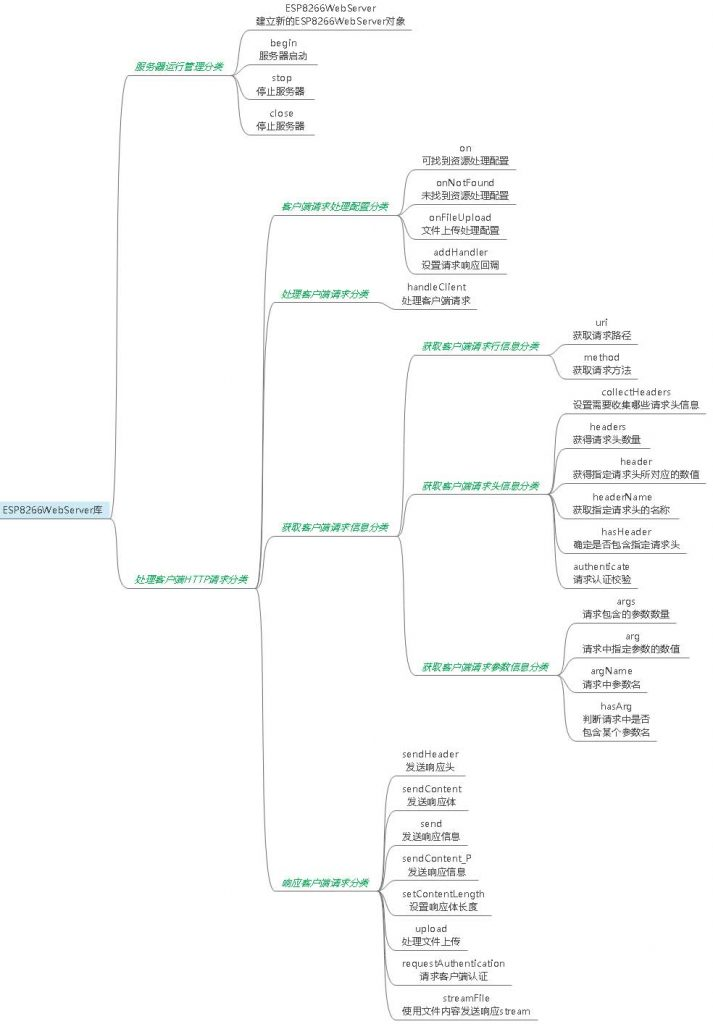 ESP8266WebServer
建立新的ESP8266WebServer对象
begin
服务器启动
服务器运行管理分类
stop
停止服务器
close
停止服务器
on
可找到资源处理配置
onNotFound
未找到资源处理配置
客户端请求处理配置分类
onFileUpload
文件上传处理配置
addHandler
设置请求响应回调
处理客户端请求分类
handleClient
处理客户端请求
uri
获取请求路径
获取客户端请求行信息分类
method
获取请求方法
collectHeaders
设置需要收集哪些请求头信息
headers
获得请求头数量
header
获得指定请求头所对应的数值
获取客户端请求头信息分类
headerName
获取指定请求头的名称
ESP8266WebServer库
获取客户端请求信息分类
hasHeader
确定是否包含指定请求头
authenticate
请求认证校验
处理客户端HTTP请求分类
args
请求包含的参数数量
arg
请求中指定参数的数值
获取客户端请求参数信息分类
argName
请求中参数名
hasArg
判断请求中是否
包含某个参数名
sendHeader
发送响应头
sendContent
发送响应体
send
发送响应信息
sendContent_P
发送响应信息
响应客户端请求分类
setContentLength
设置响应体长度
upload
处理文件上传
requestAuthentication
请求客户端认证
streamFile
使用文件内容发送响应stream